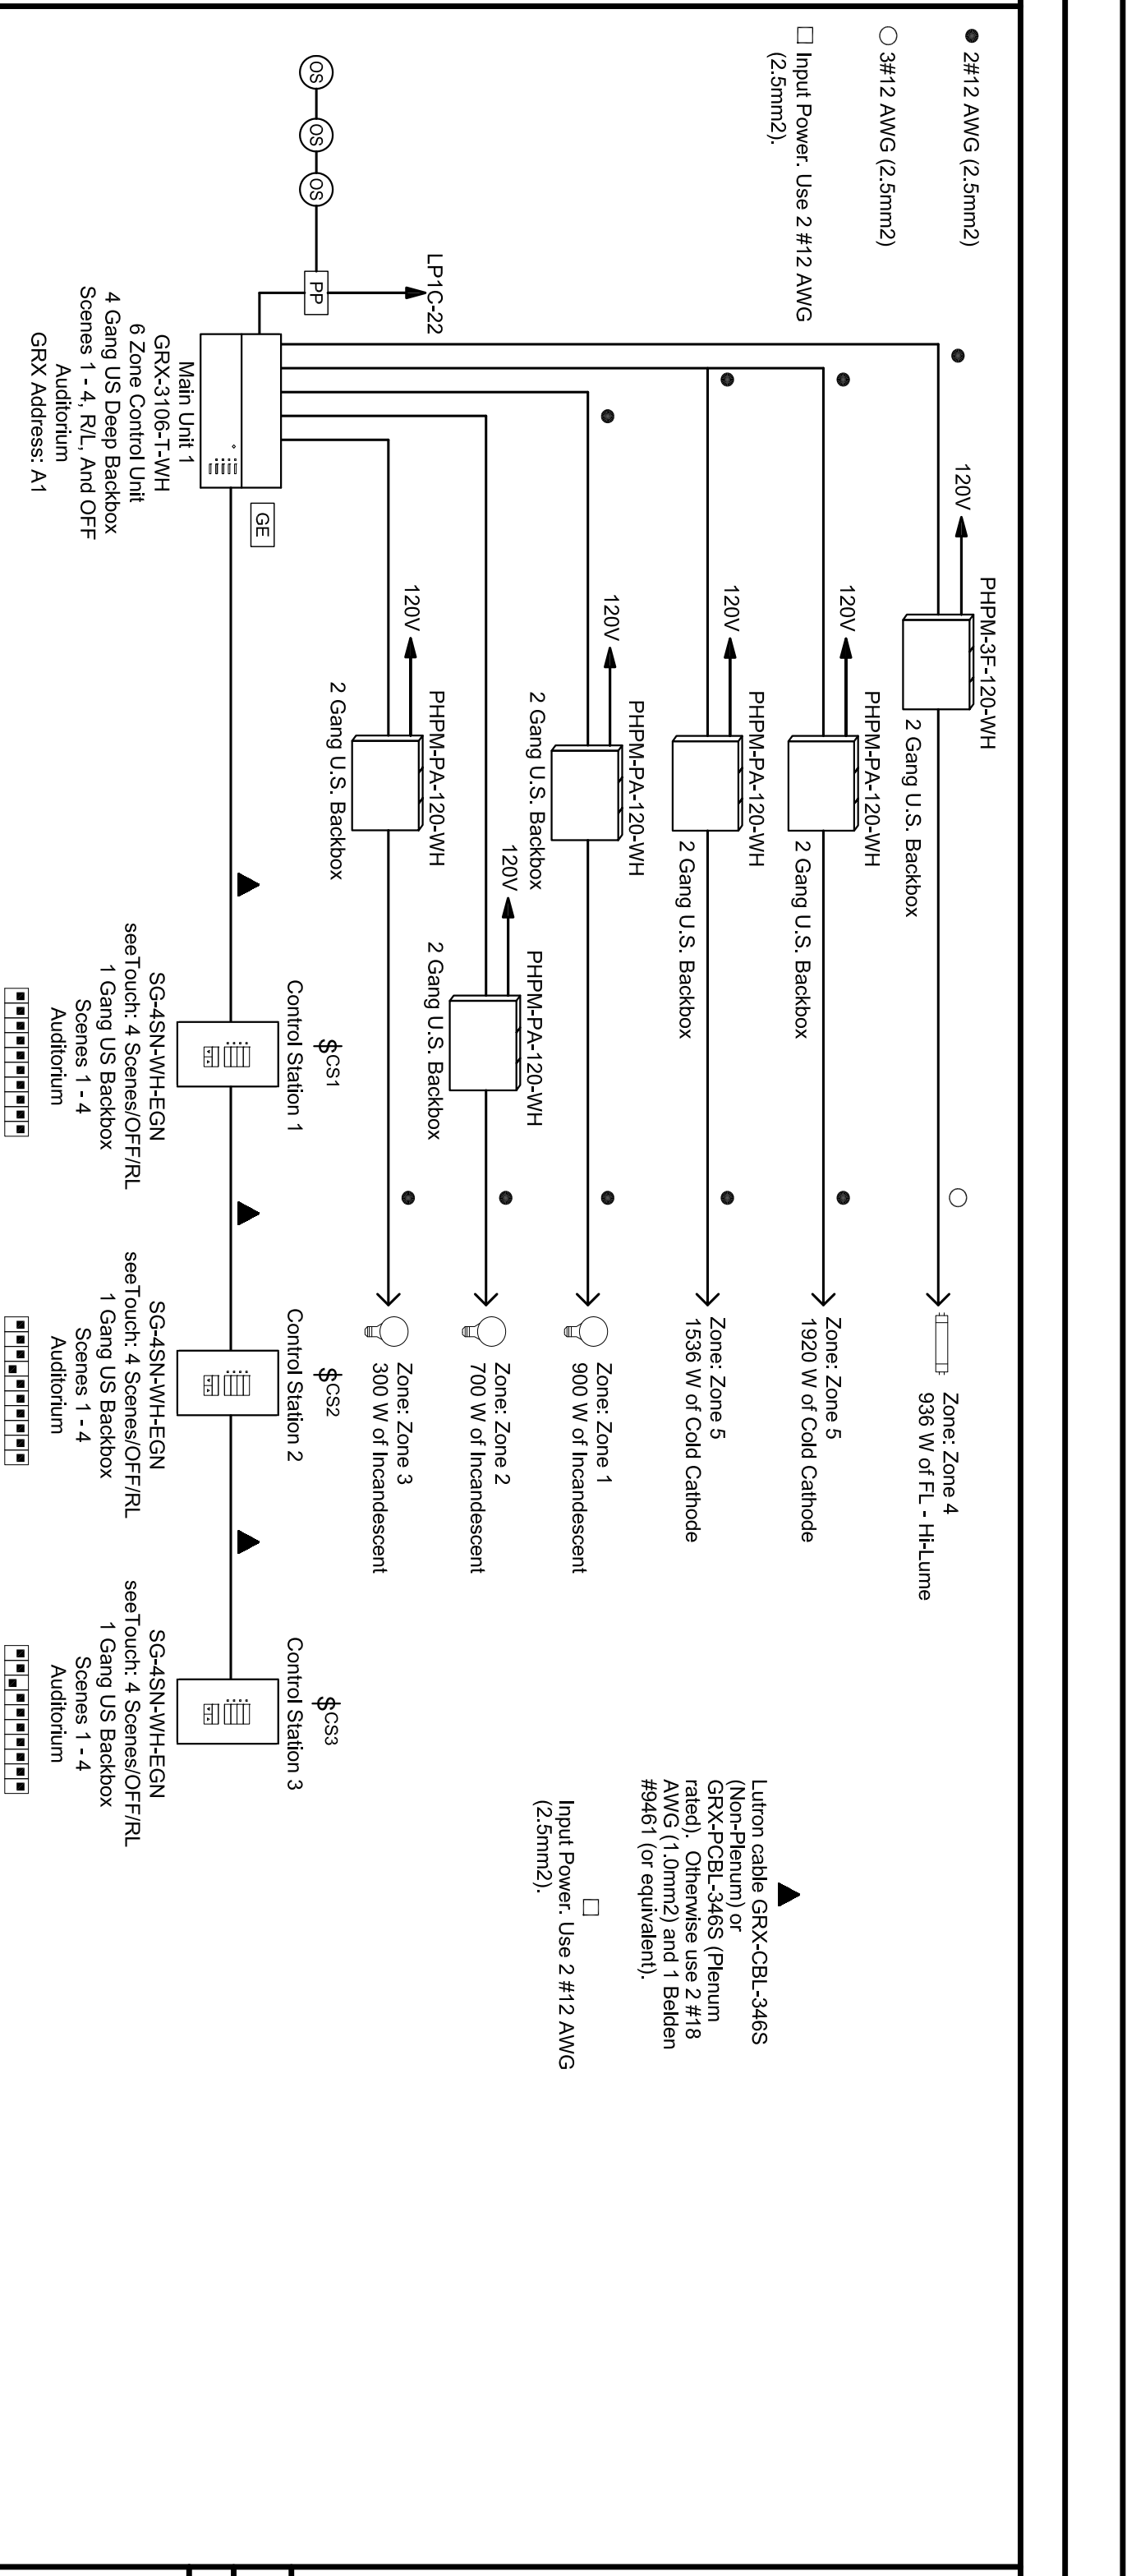 ● 2#12 AWG (2.5mm2)
○ 3#12 AWG (2.5mm2)
□ Input Power. Use 2 #12 AWG
(2.5mm2).
120V
PHPM-3F-120-WH
2 Gang U.S. Backbox
Zone: Zone 4
936 W of FL - Hi-Lume
120V
PHPM-PA-120-WH
2 Gang U.S. Backbox
Zone: Zone 5
1920 W of Cold Cathode
120V
PHPM-PA-120-WH
2 Gang U.S. Backbox
Zone: Zone 5
1536 W of Cold Cathode
120V
PHPM-PA-120-WH
2 Gang U.S. Backbox
Zone: Zone 1
900 W of Incandescent
120V
PHPM-PA-120-WH
2 Gang U.S. Backbox
Zone: Zone 2
700 W of Incandescent
120V
PHPM-PA-120-WH
2 Gang U.S. Backbox
Zone: Zone 3
300 W of Incandescent
Lutron cable GRX-CBL-346S
(Non-Plenum) or
GRX-PCBL-346S (Plenum
rated). Otherwise use 2 #18
AWG (1.0mm2) and 1 Belden
#9461 (or equivalent).
□
Input Power. Use 2 #12 AWG
(2.5mm2).
LP1C-22
OS
OS
OS
PP
GE
Main Unit 1
GRX-3106-T-WH
6 Zone Control Unit
4 Gang US Deep Backbox
Scenes 1 - 4, R/L, And OFF
Auditorium
GRX Address: A1
$CS1
Control Station 1
SG-4SN-WH-EGN
seeTouch: 4 Scenes/OFF/RL
1 Gang US Backbox
Scenes 1 - 4
Auditorium
$CS2
Control Station 2
SG-4SN-WH-EGN
seeTouch: 4 Scenes/OFF/RL
1 Gang US Backbox
Scenes 1 - 4
Auditorium
$CS3
Control Station 3
SG-4SN-WH-EGN
seeTouch: 4 Scenes/OFF/RL
1 Gang US Backbox
Scenes 1 - 4
Auditorium